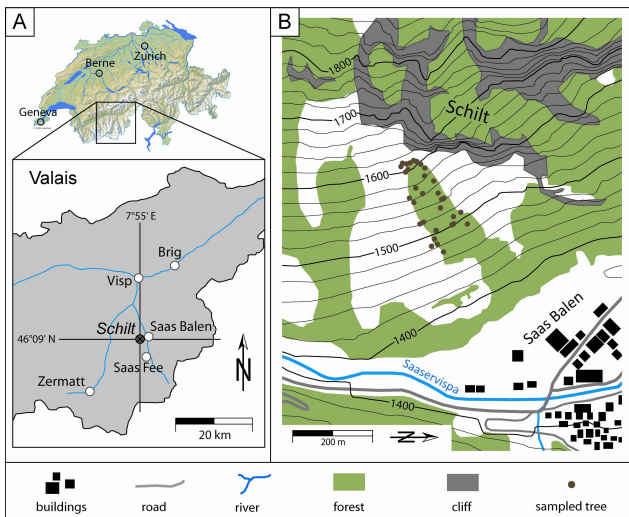 A
Zurich
Berne
Geneva
Valais
7°55' E
Brig
Visp
Schilt
Saas Balen
46°09' N
Saas Fee
Zermatt
N
20 km
B
1800
Schilt
1700
1600
1500
1400
Saas Balen
Saaservispa
1400
200 m
N
buildings
road
river
forest
cliff
sampled tree